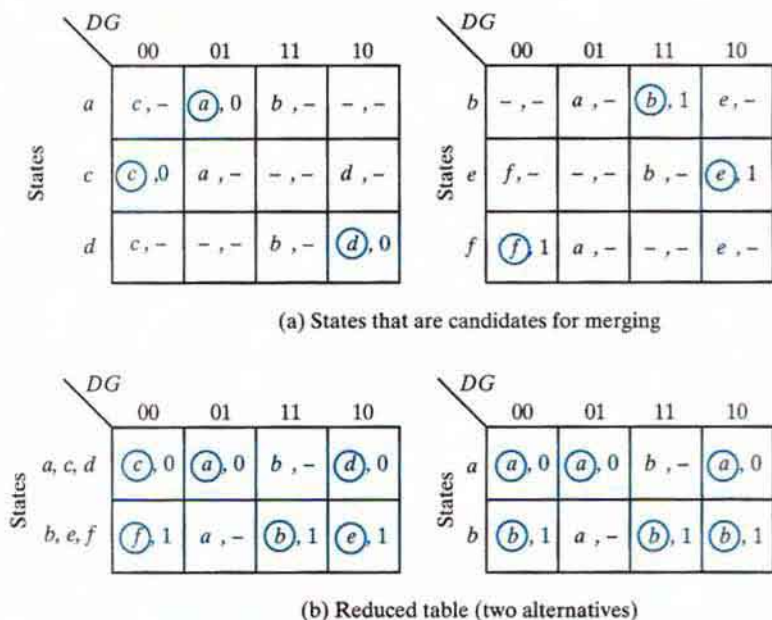 DG
00 01 11 10
a c , – a , 0 b , – – , –
c c , 0 a , – – , – d , –
d c , – – , – b , – d , 0
States
DG
00 01 11 10
b – , – a , – b , 1 e , –
e f , – – , – b , – e , 1
f f , 1 a , – – , – e , –
States
(a) States that are candidates for merging
DG
00 01 11 10
a, c, d c , 0 a , 0 b , – d , 0
b, e, f f , 1 a , – b , 1 e , 1
States
DG
00 01 11 10
a a , 0 a , 0 b , – a , 0
b b , 1 a , – b , 1 b , 1
States
(b) Reduced table (two alternatives)